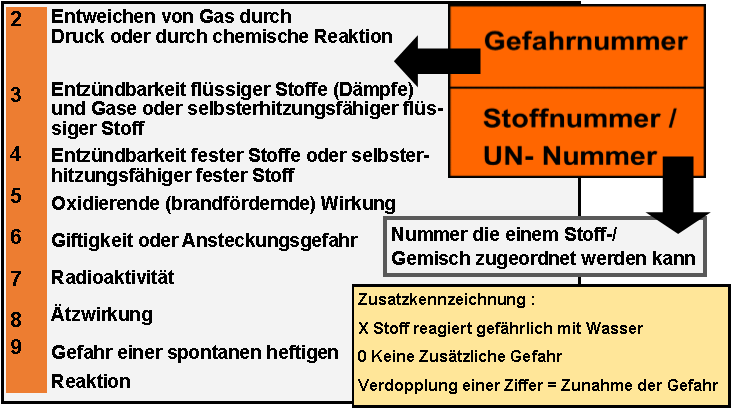 2 Entweichen von Gas durch
Druck oder durch chemische Reaktion
3 Entzündbarkeit flüssiger Stoffe (Dämpfe)
und Gase oder selbsterhitzungsfähiger flüs-
siger Stoff
4 Entzündbarkeit fester Stoffe oder selbster-
hitzungsfähiger fester Stoff
5 Oxidierende (brandfördernde) Wirkung
6 Giftigkeit oder Ansteckungsgefahr
7 Radioaktivität
8 Ätzwirkung
9 Gefahr einer spontanen heftigen
Reaktion
Gefahrnummer
Stoffnummer /
UN- Nummer
Nummer die einem Stoff-/
Gemisch zugeordnet werden kann
Zusatzkennzeichnung :
X Stoff reagiert gefährlich mit Wasser
0 Keine Zusätzliche Gefahr
Verdopplung einer Ziffer = Zunahme der Gefahr